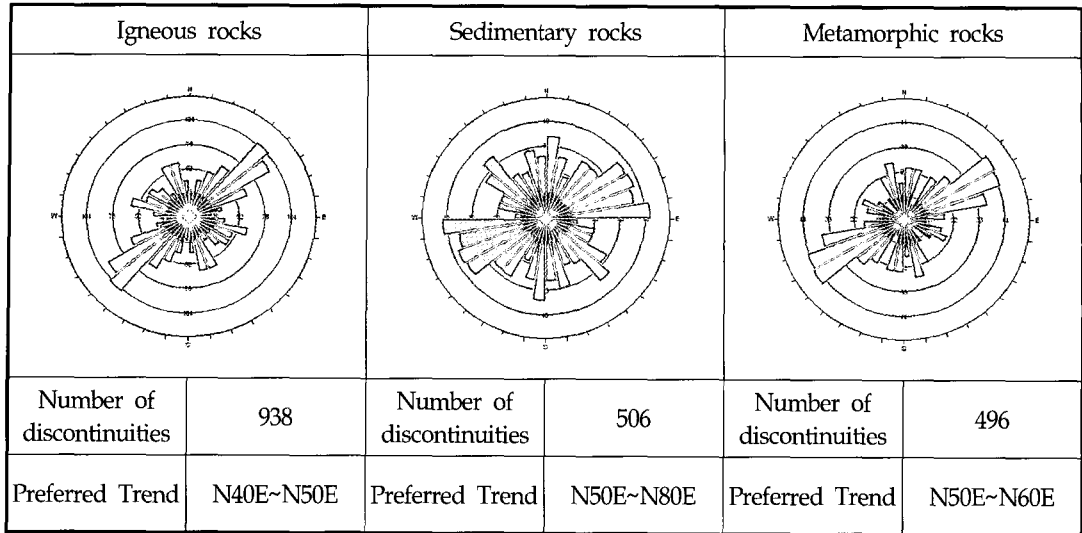 Igneous rocks
Sedimentary rocks
Metamorphic rocks
N
W
E
S
N
W
E
S
N
W
E
S
Number of
discontinuities
938
Number of
discontinuities
506
Number of
discontinuities
496
Preferred Trend
N40E~N50E
Preferred Trend
N50E~N80E
Preferred Trend
N50E~N60E